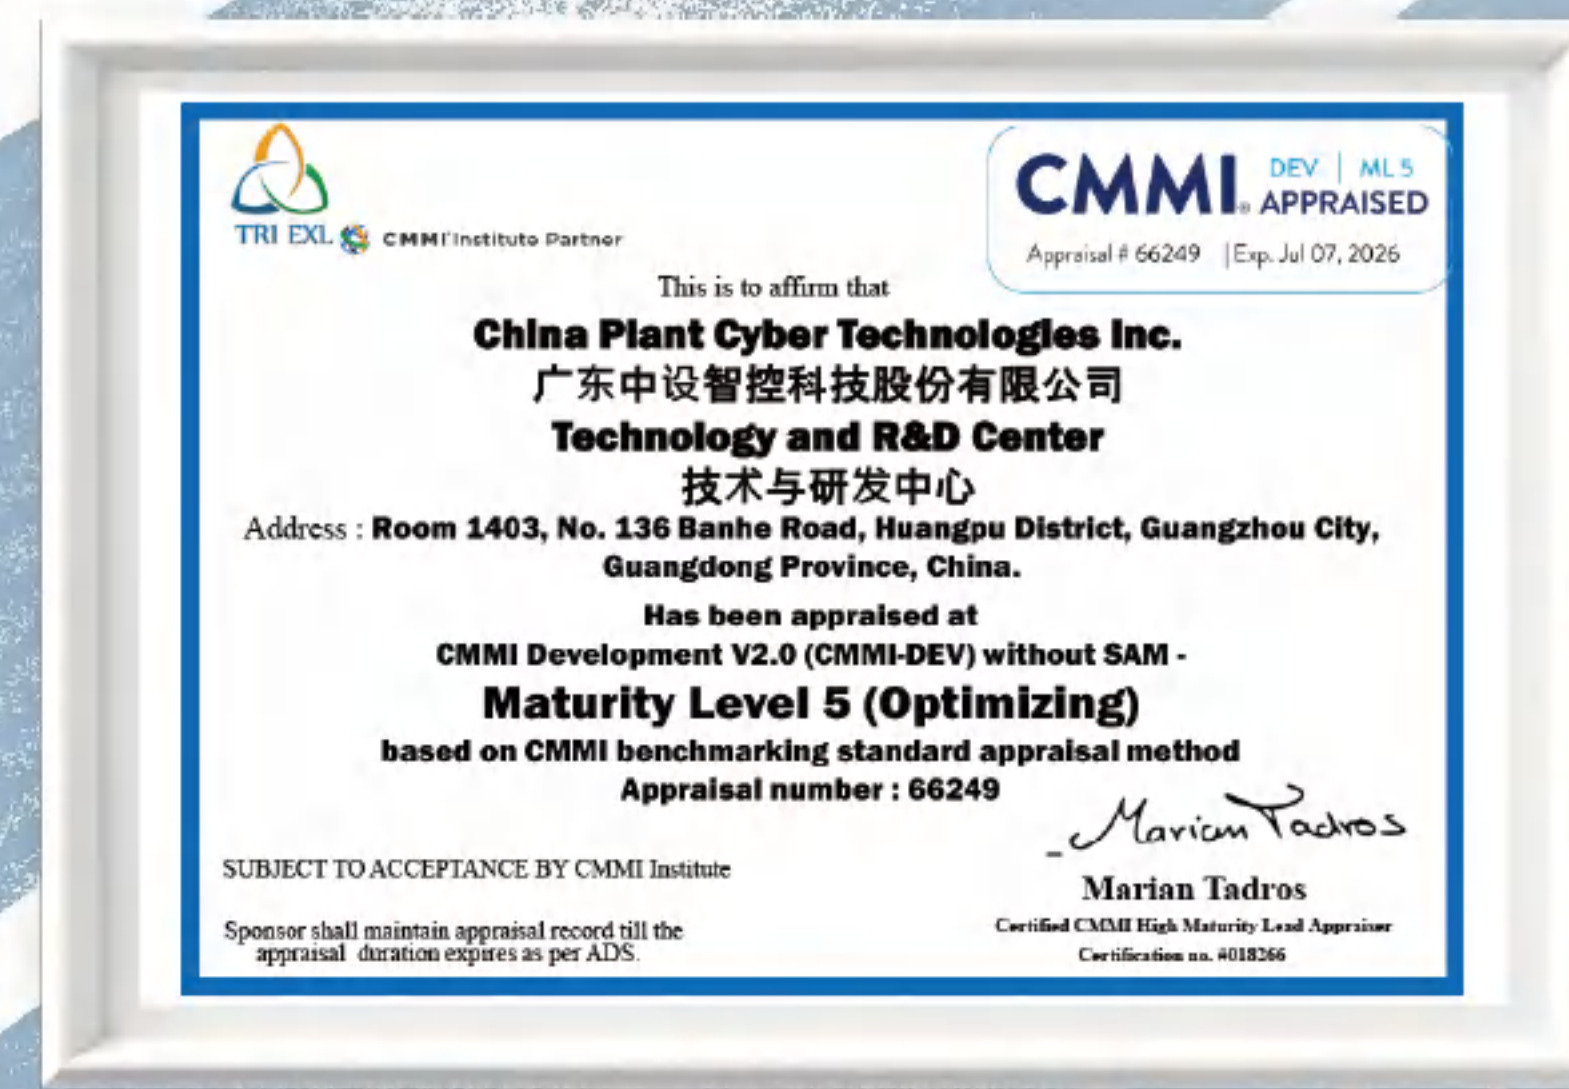 TRI EXL
CMMI Institute Partner
CMMI® DEV | ML 5
APPRAISED
Appraisal # 66249 | Exp. Jul 07, 2026
This is to affirm that
China Plant Cyber Technologies Inc.
广东中设智控科技股份有限公司
Technology and R&D Center
技术与研发中心
Address : Room 1403, No. 136 Banhe Road, Huangpu District, Guangzhou City,
Guangdong Province, China.
Has been appraised at
CMMI Development V2.0 (CMMI-DEV) without SAM -
Maturity Level 5 (Optimizing)
based on CMMI benchmarking standard appraisal method
Appraisal number : 66249
Marian Tadros
SUBJECT TO ACCEPTANCE BY CMMI Institute
Marian Tadros
Sponsor shall maintain appraisal record till the
appraisal duration expires as per ADS.
Certified CMMI High Maturity Lead Appraiser
Certification no. #018266